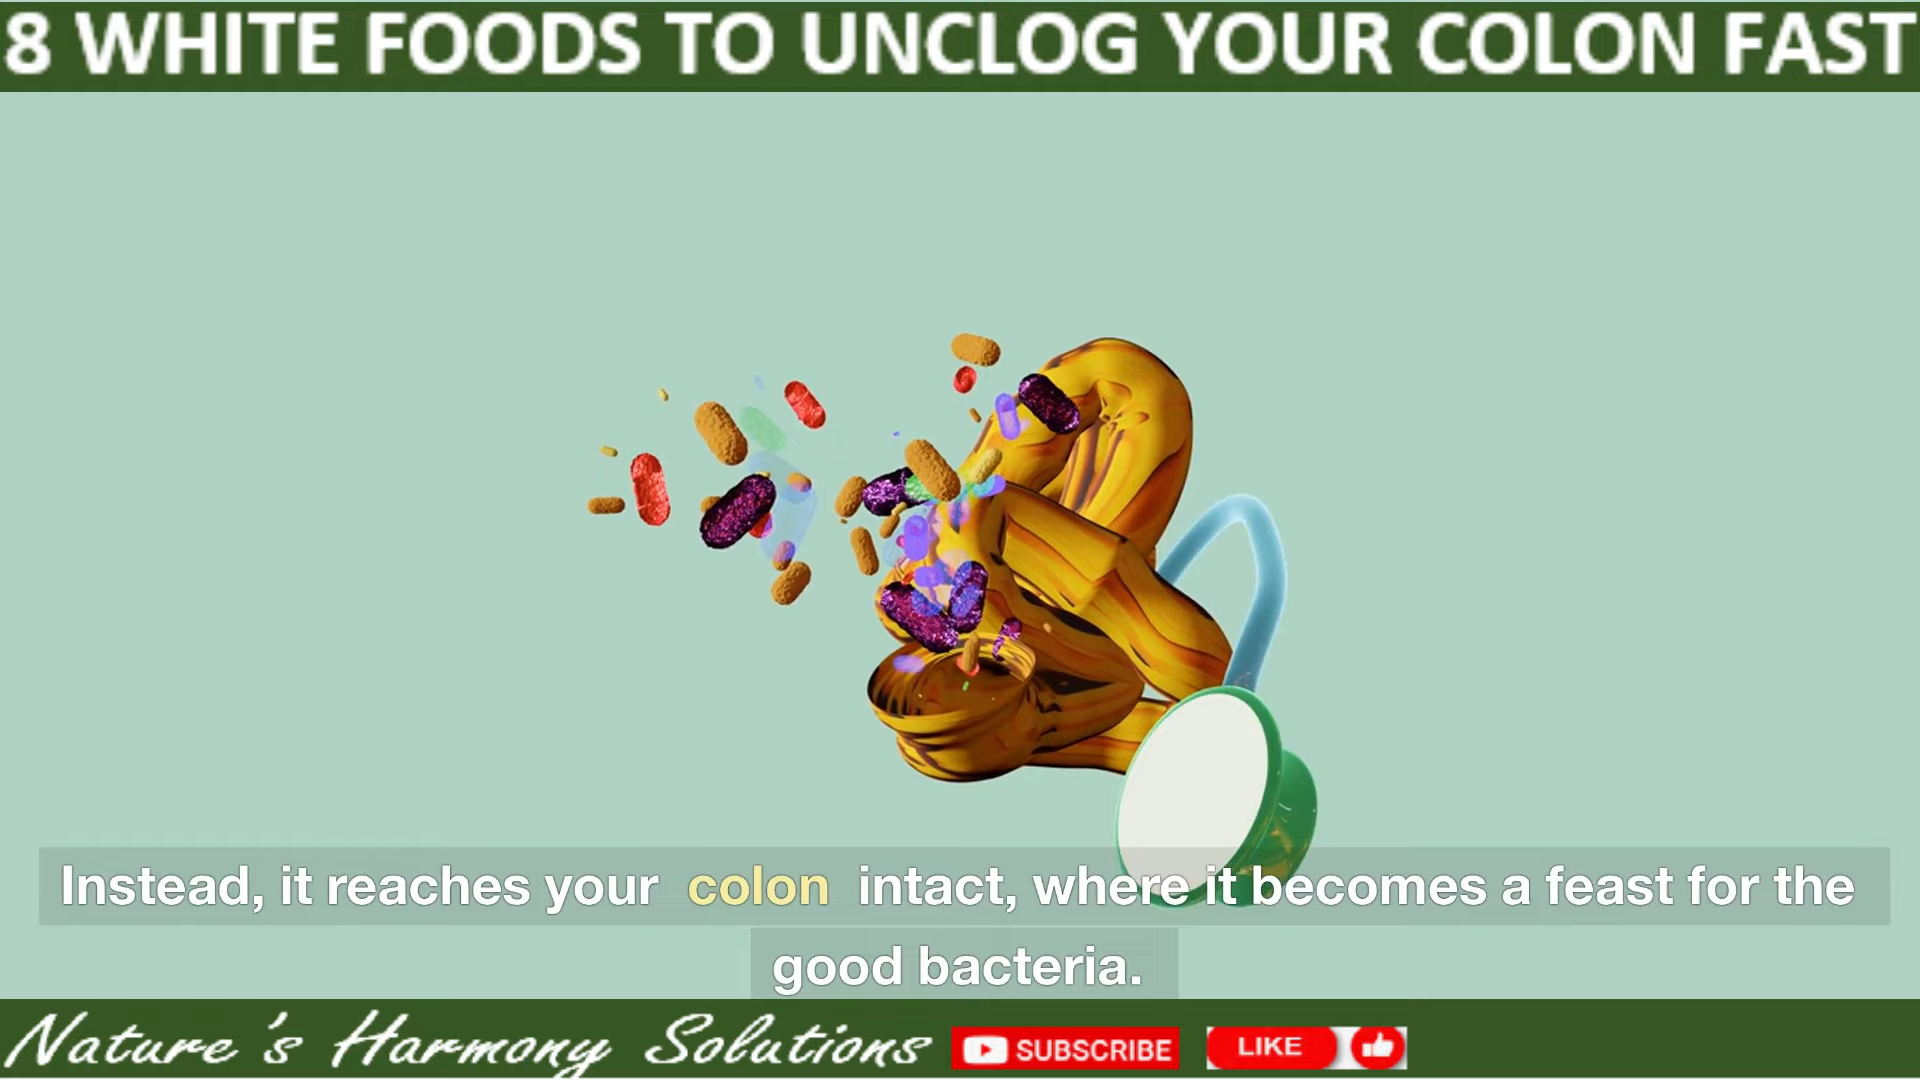 8 WHITE FOODS TO UNCLOG YOUR COLON FAST
Instead, it reaches your colon intact, where it becomes a feast for the
good bacteria.
Nature's Harmony Solutions SUBSCRIBE LIKE